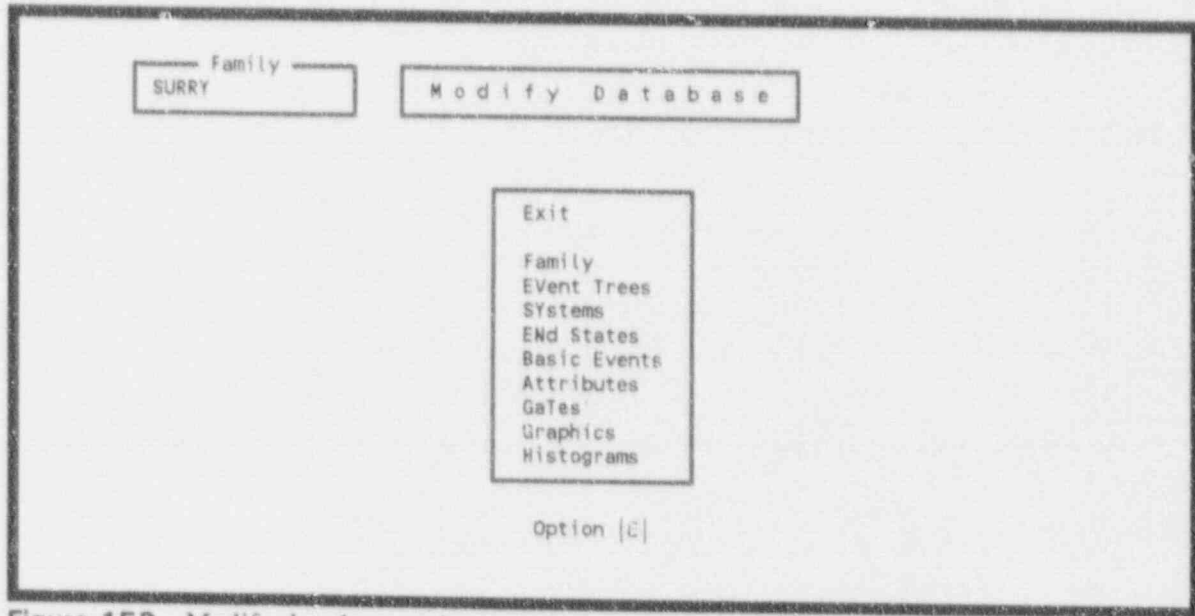 Family
SURRY
Modify Database
Exit
Family
EVent Trees
SYstems
ENd States
Basic Events
Attributes
GaTes
Graphics
Histograms
Option |E|